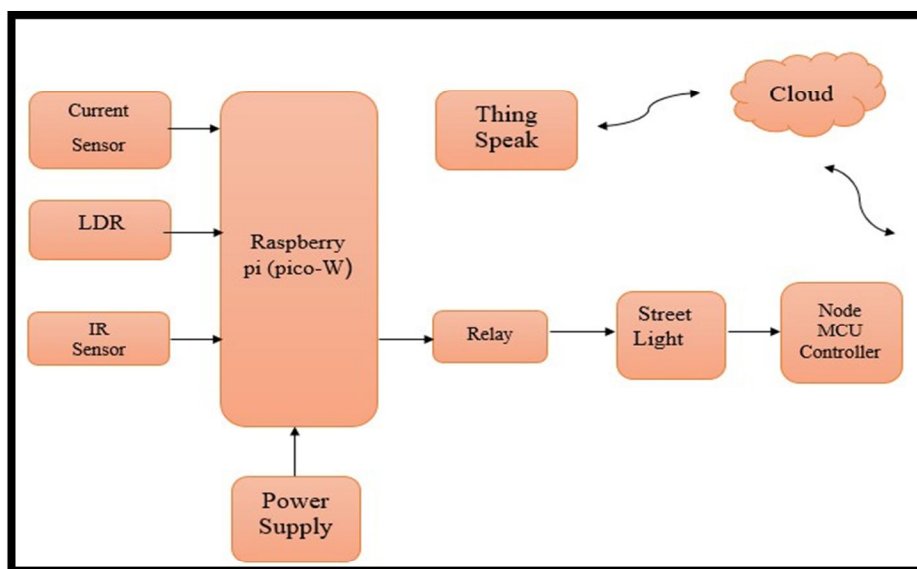 Current
Sensor
LDR
IR
Sensor
Raspberry
pi (pico-W)
Power
Supply
Thing
Speak
Cloud
Relay
Street
Light
Node
MCU
Controller